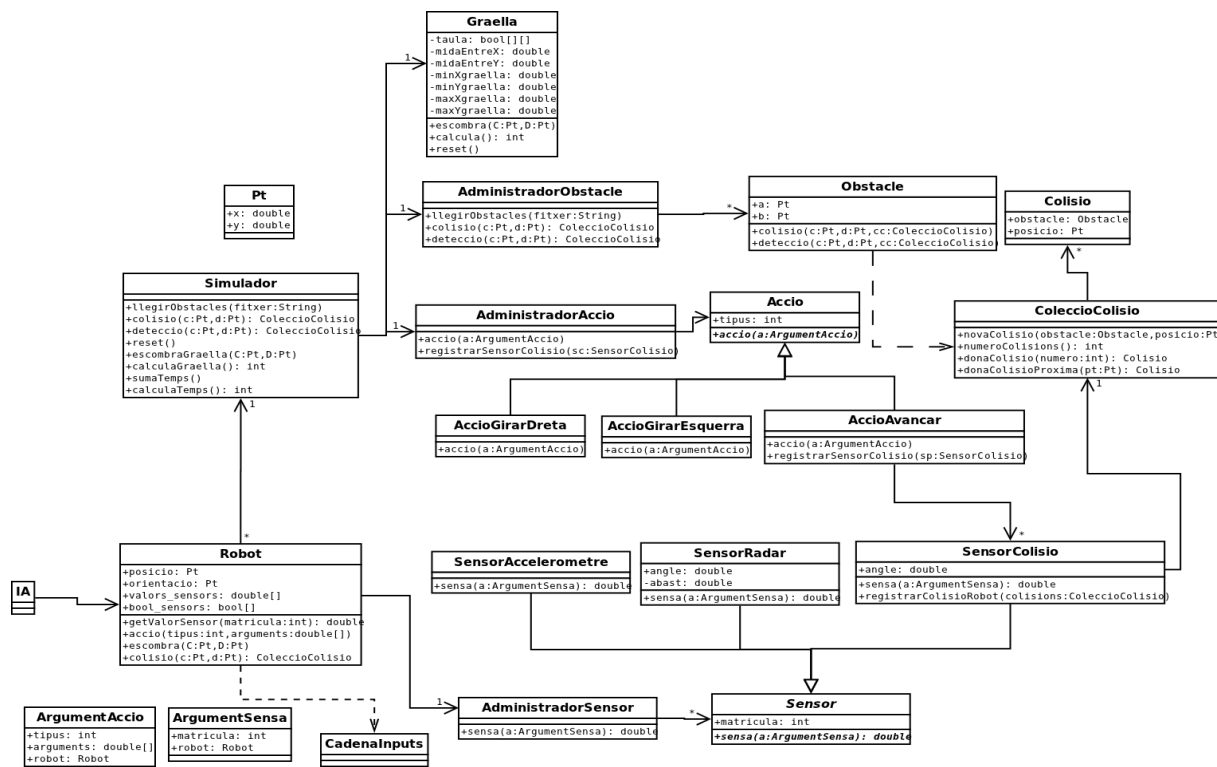 Graella
-taula: bool[][]
-midaEntreX: double
-midaEntreY: double
-minXgraella: double
-minYgraella: double
-maxXgraella: double
-maxYgraella: double
+escombra(C:Pt,D:Pt)
+calcula(): int
+reset()
1
Pt
+x: double
+y: double
AdministradorObstacle
+llegirObstacles(fitxer:String)
+colisio(c:Pt,d:Pt): ColeccioColisio
+deteccio(c:Pt,d:Pt): ColeccioColisio
1
*
Obstacle
+a: Pt
+b: Pt
+colisio(c:Pt,d:Pt,cc:ColeccioColisio)
+deteccio(c:Pt,d:Pt,cc:ColeccioColisio)
Colisio
+obstacle: Obstacle
+posicio: Pt
*
Simulador
+llegirObstacles(fitxer:String)
+colisio(c:Pt,d:Pt): ColeccioColisio
+deteccio(c:Pt,d:Pt): ColeccioColisio
+reset()
+escombraGraella(C:Pt,D:Pt)
+calculaGraella(): int
+sumaTemps()
+calculaTemps(): int
1
*
1
AdministradorAccio
+accio(a:ArgumentAccio)
+registrarSensorColisio(sc:SensorColisio)
Accio
+tipus: int
+accio(a:ArgumentAccio)
ColeccioColisio
+novaColisio(obstacle:Obstacle,posicio:Pt
+numeroColisions(): int
+donaColisio(numero:int): Colisio
+donaColisioProxima(pt:Pt): Colisio
1
AccioGirarDreta
+accio(a:ArgumentAccio)
AccioGirarEsquerra
+accio(a:ArgumentAccio)
AccioAvancar
+accio(a:ArgumentAccio)
+registrarSensorColisio(sp:SensorColisio)
*
IA
Robot
+posicio: Pt
+orientacio: Pt
+valors_sensors: double[]
+bool_sensors: bool[]
+getValorSensor(matricula:int): double
+accio(tipus:int,arguments:double[])
+escombra(C:Pt,D:Pt)
+colisio(c:Pt,d:Pt): ColeccioColisio
SensorAccelerometre
+sensa(a:ArgumentSensa): double
SensorRadar
+angle: double
-abast: double
+sensa(a:ArgumentSensa): double
SensorColisio
+angle: double
+sensa(a:ArgumentSensa): double
+registrarColisioRobot(colisions:ColeccioColisio)
ArgumentAccio
+tipus: int
+arguments: double[]
+robot: Robot
ArgumentSensa
+matricula: int
+robot: Robot
CadenaInputs
1
AdministradorSensor
+sensa(a:ArgumentSensa): double
*
Sensor
+matricula: int
+sensa(a:ArgumentSensa): double